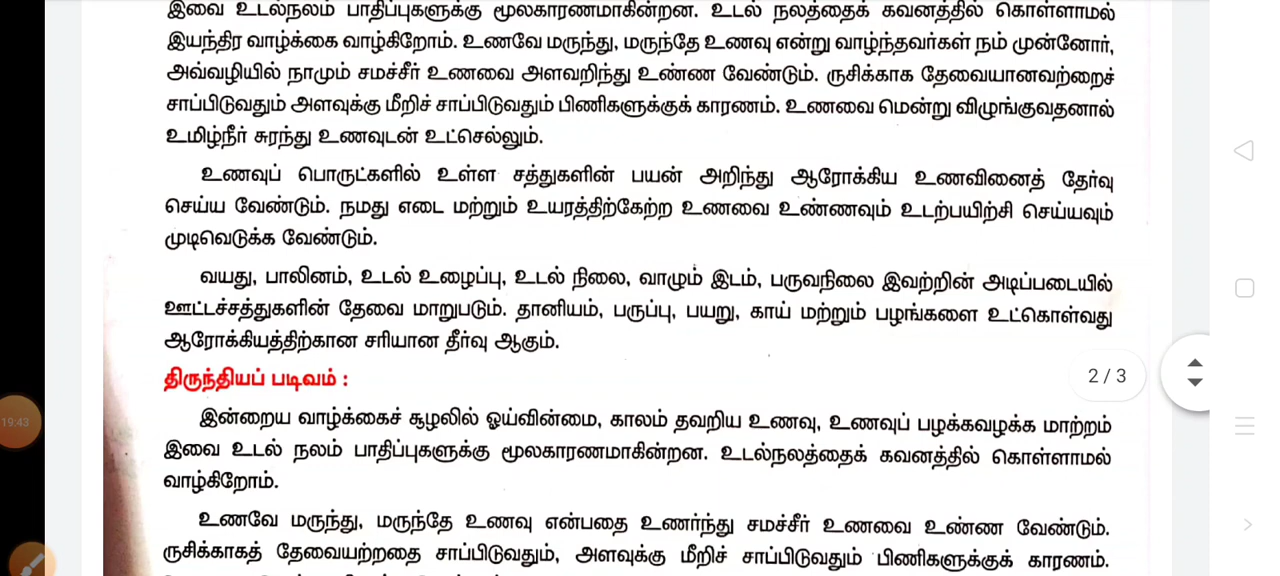 இவை உடல்நலம் பாதிப்புகளுக்கு மூலகாரணமாகின்றன. உடல் நலத்தைக் கவனத்தில் கொள்ளாமல்
இயந்திர வாழ்க்கை வாழ்கிறோம். உணவே மருந்து, மருந்தே உணவு என்று வாழ்ந்தவர்கள் நம் முன்னோர்,
அவ்வழியில் நாமும் சமச்சீர் உணவை அளவறிந்து உண்ண வேண்டும். ருசிக்காக தேவையானவற்றைச்
சாப்பிடுவதும் அளவுக்கு மீறிச் சாப்பிடுவதும் பிணிகளுக்குக் காரணம். உணவை மென்று விழுங்குவதனால்
உமிழ்நீர் சுரந்து உணவுடன் உட்செல்லும்.
உணவுப் பொருட்களில் உள்ள சத்துகளின் பயன் அறிந்து ஆரோக்கிய உணவினைத் தேர்வு
செய்ய வேண்டும். நமது எடை மற்றும் உயரத்திற்கேற்ற உணவை உண்ணவும் உடற்பயிற்சி செய்யவும்
முடிவெடுக்க வேண்டும்.
வயது, பாலினம், உடல் உழைப்பு, உடல் நிலை, வாழும் இடம், பருவநிலை இவற்றின் அடிப்படையில்
ஊட்டச்சத்துகளின் தேவை மாறுபடும். தானியம், பருப்பு, பயறு, காய் மற்றும் பழங்களை உட்கொள்வது
ஆரோக்கியத்திற்கான சரியான தீர்வு ஆகும்.
2 / 3
திருந்தியப் படிவம் :
19:43
இன்றைய வாழ்க்கைச் சூழலில் ஓய்வின்மை, காலம் தவறிய உணவு, உணவுப் பழக்கவழக்க மாற்றம்
இவை உடல் நலம் பாதிப்புகளுக்கு மூலகாரணமாகின்றன. உடல்நலத்தைக் கவனத்தில் கொள்ளாமல்
வாழ்கிறோம்.
உணவே மருந்து, மருந்தே உணவு என்பதை உணர்ந்து சமச்சீர் உணவை உண்ண வேண்டும்.
ருசிக்காகத் தேவையற்றதை சாப்பிடுவதும், அளவுக்கு மீறிச் சாப்பிடுவதும் பிணிகளுக்குக் காரணம்.